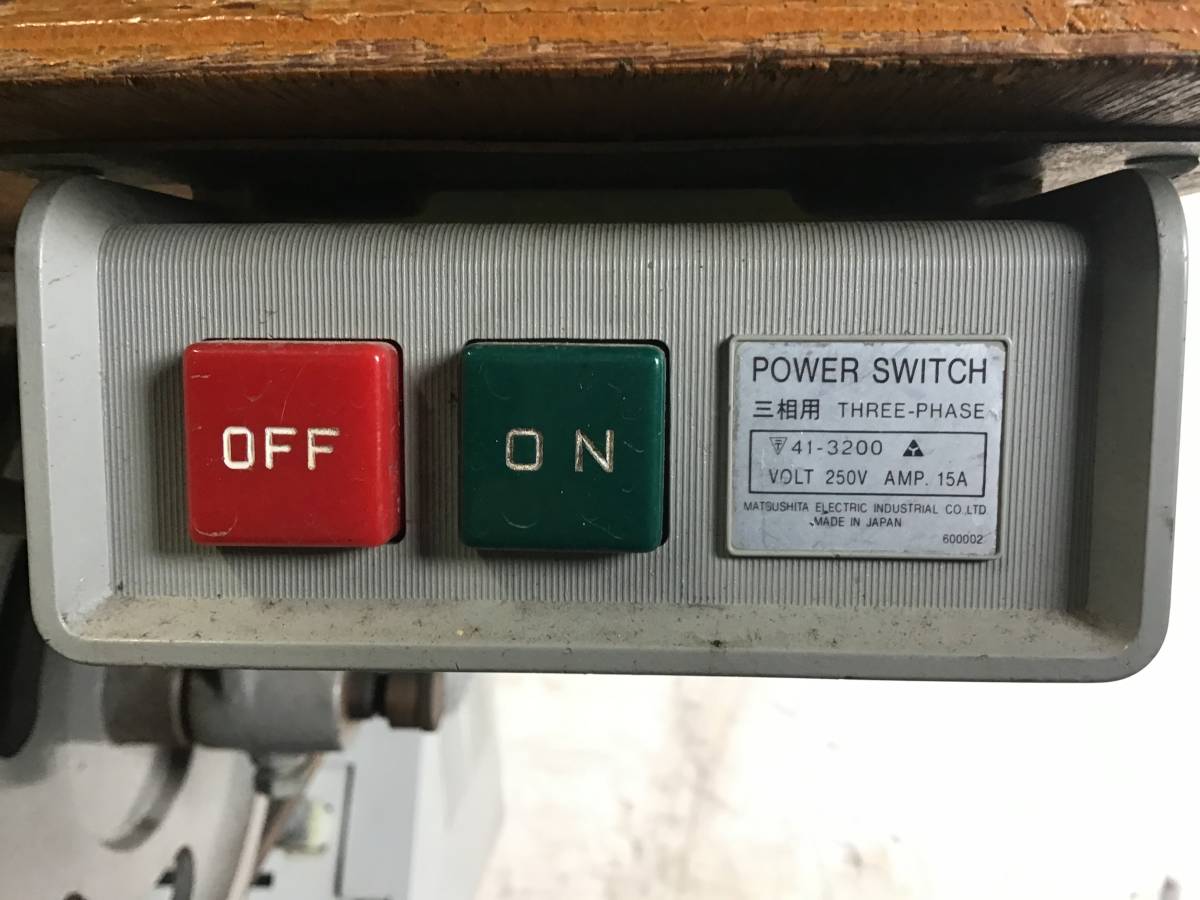 OFF
ON
POWER SWITCH
三相用 THREE-PHASE
41-3200
VOLT 250V AMP. 15A
MATSUSHITA ELECTRIC INDUSTRIAL CO.LTD
MADE IN JAPAN
600002